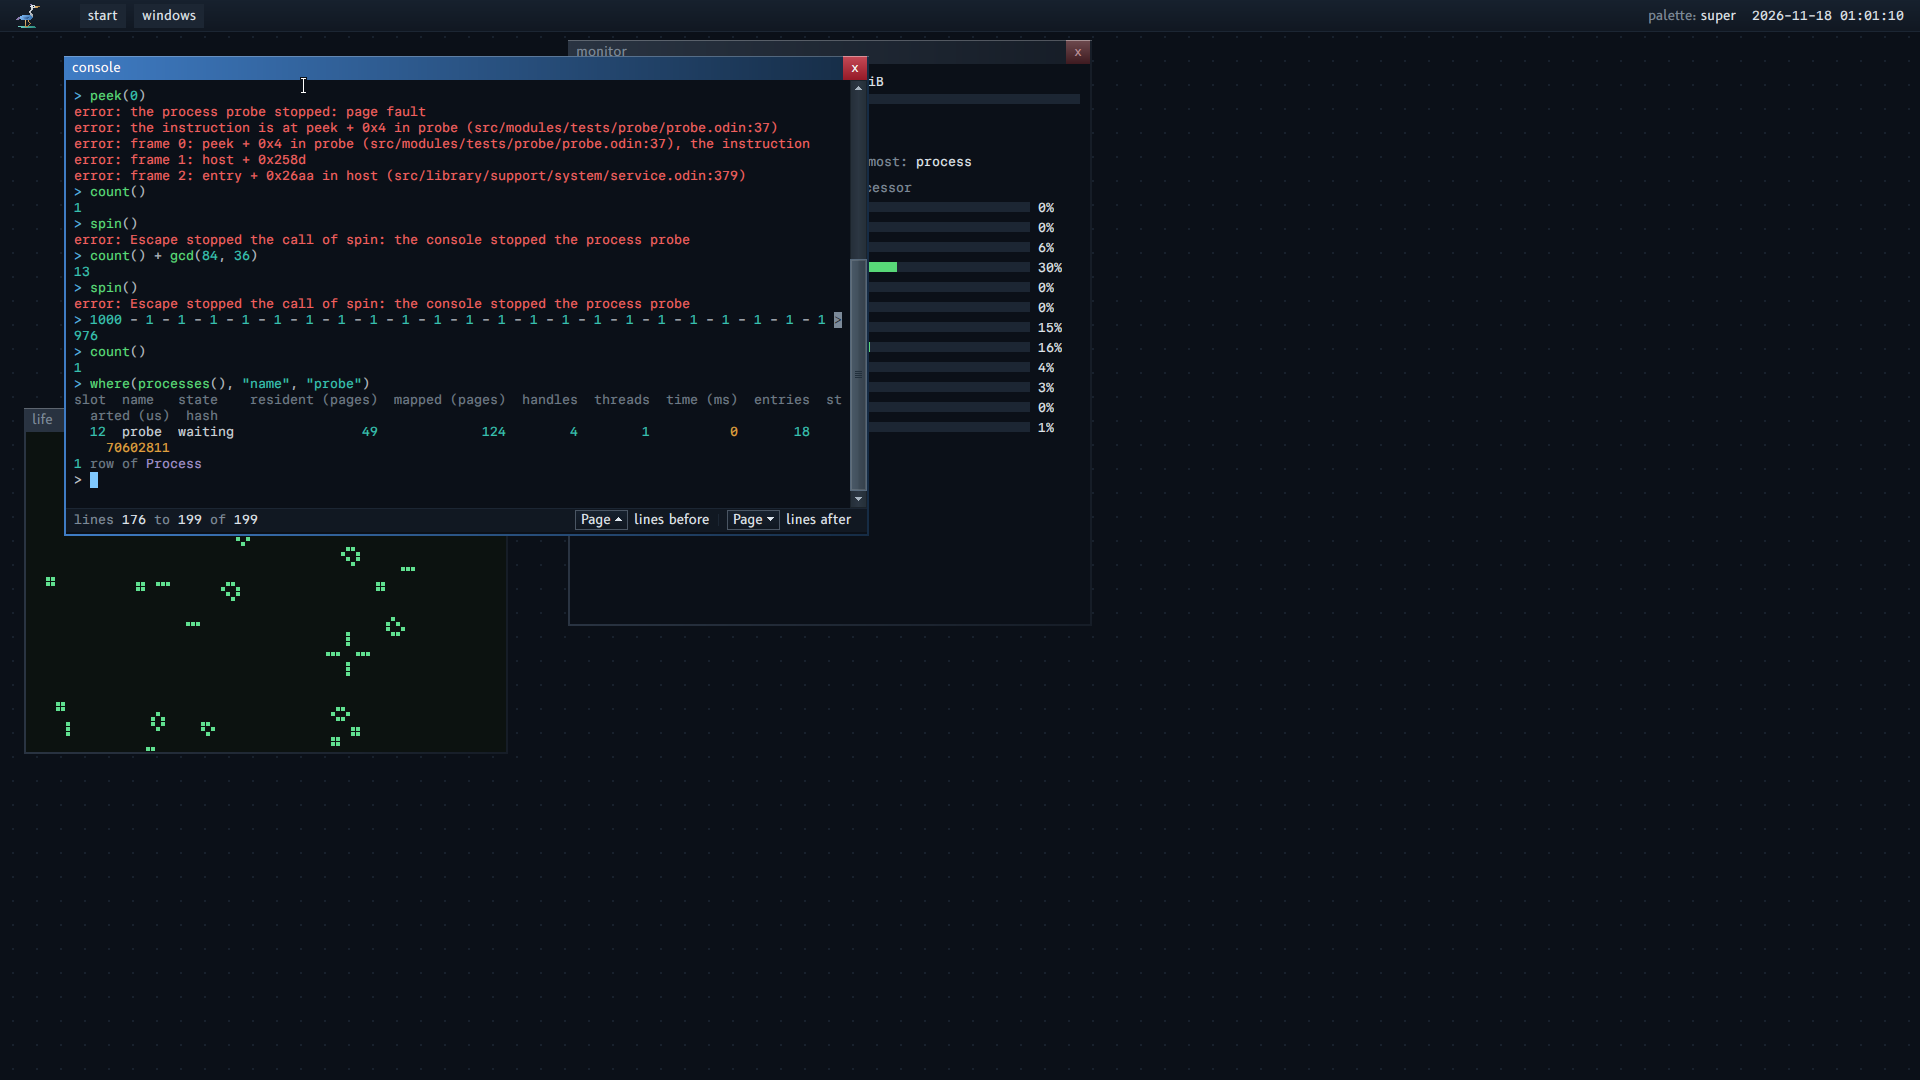 start windows palette: super 2026-11-18 01:01:10
monitor x
console x
iB
> peek(0)
error: the process probe stopped: page fault
error: the instruction is at peek + 0x4 in probe (src/modules/tests/probe/probe.odin:37)
error: frame 0: peek + 0x4 in probe (src/modules/tests/probe/probe.odin:37), the instruction
error: frame 1: host + 0x258d
error: frame 2: entry + 0x26aa in host (src/library/support/system/service.odin:379)
> count()
1
> spin()
error: Escape stopped the call of spin: the console stopped the process probe
> count() + gcd(84, 36)
13
> spin()
error: Escape stopped the call of spin: the console stopped the process probe
> 1000 - 1 - 1 - 1 - 1 - 1 - 1 - 1 - 1 - 1 - 1 - 1 - 1 - 1 - 1 - 1 - 1 - 1 - 1 - 1 - 1 - 1 - 1 >
976
> count()
1
> where(processes(), "name", "probe")
slot name state resident (pages) mapped (pages) handles threads time (ms) entries st
arted (us) hash
12 probe waiting 49 124 4 1 0 18
70602811
1 row of Process
>
lines 176 to 199 of 199 Page lines before Page lines after
most: process
cessor
0%
0%
6%
30%
0%
0%
15%
16%
4%
3%
0%
1%
life